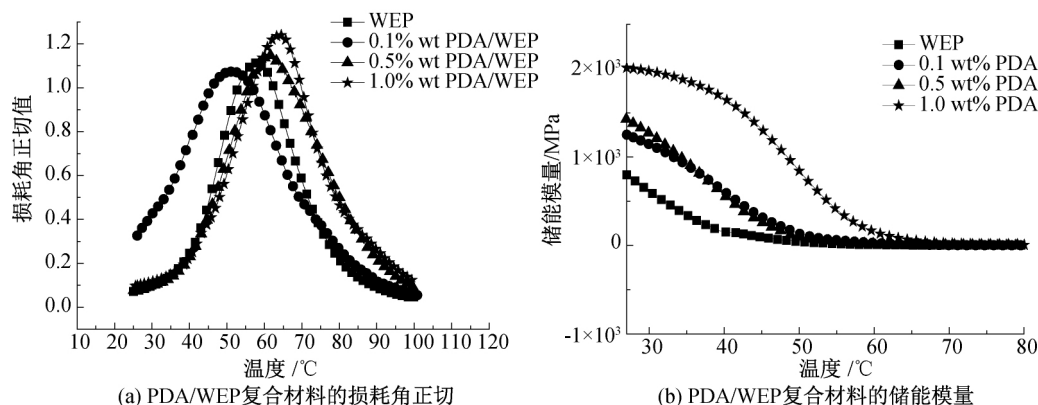 WEP
0.1% wt PDA/WEP
0.5% wt PDA/WEP
1.0% wt PDA/WEP
1.2
1.0
0.8
0.6
0.4
0.2
0.0
损耗角正切值
10 20 30 40 50 60 70 80 90 100 110 120
温度 /℃
(a) PDA/WEP复合材料的损耗角正切
WEP
0.1 wt% PDA
0.5 wt% PDA
1.0 wt% PDA
2×10³
1×10³
0
-1×10³
储能模量/MPa
30 40 50 60 70 80
温度 /℃
(b) PDA/WEP复合材料的储能模量